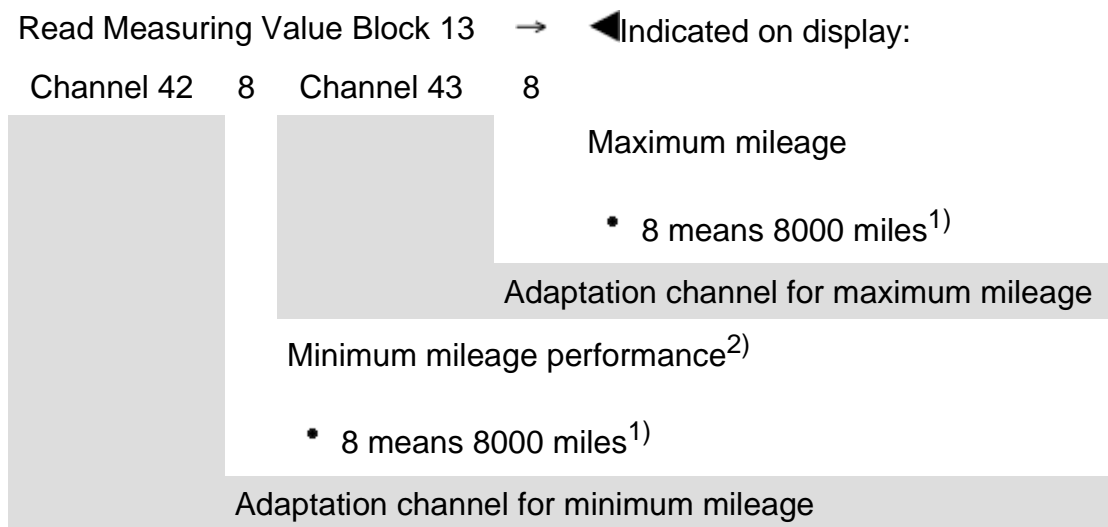 Read Measuring Value Block 13 → ◀Indicated on display:
Channel 42 8 Channel 43 8
Maximum mileage
• 8 means 8000 miles1)
Adaptation channel for maximum mileage
Minimum mileage performance2)
• 8 means 8000 miles1)
Adaptation channel for minimum mileage